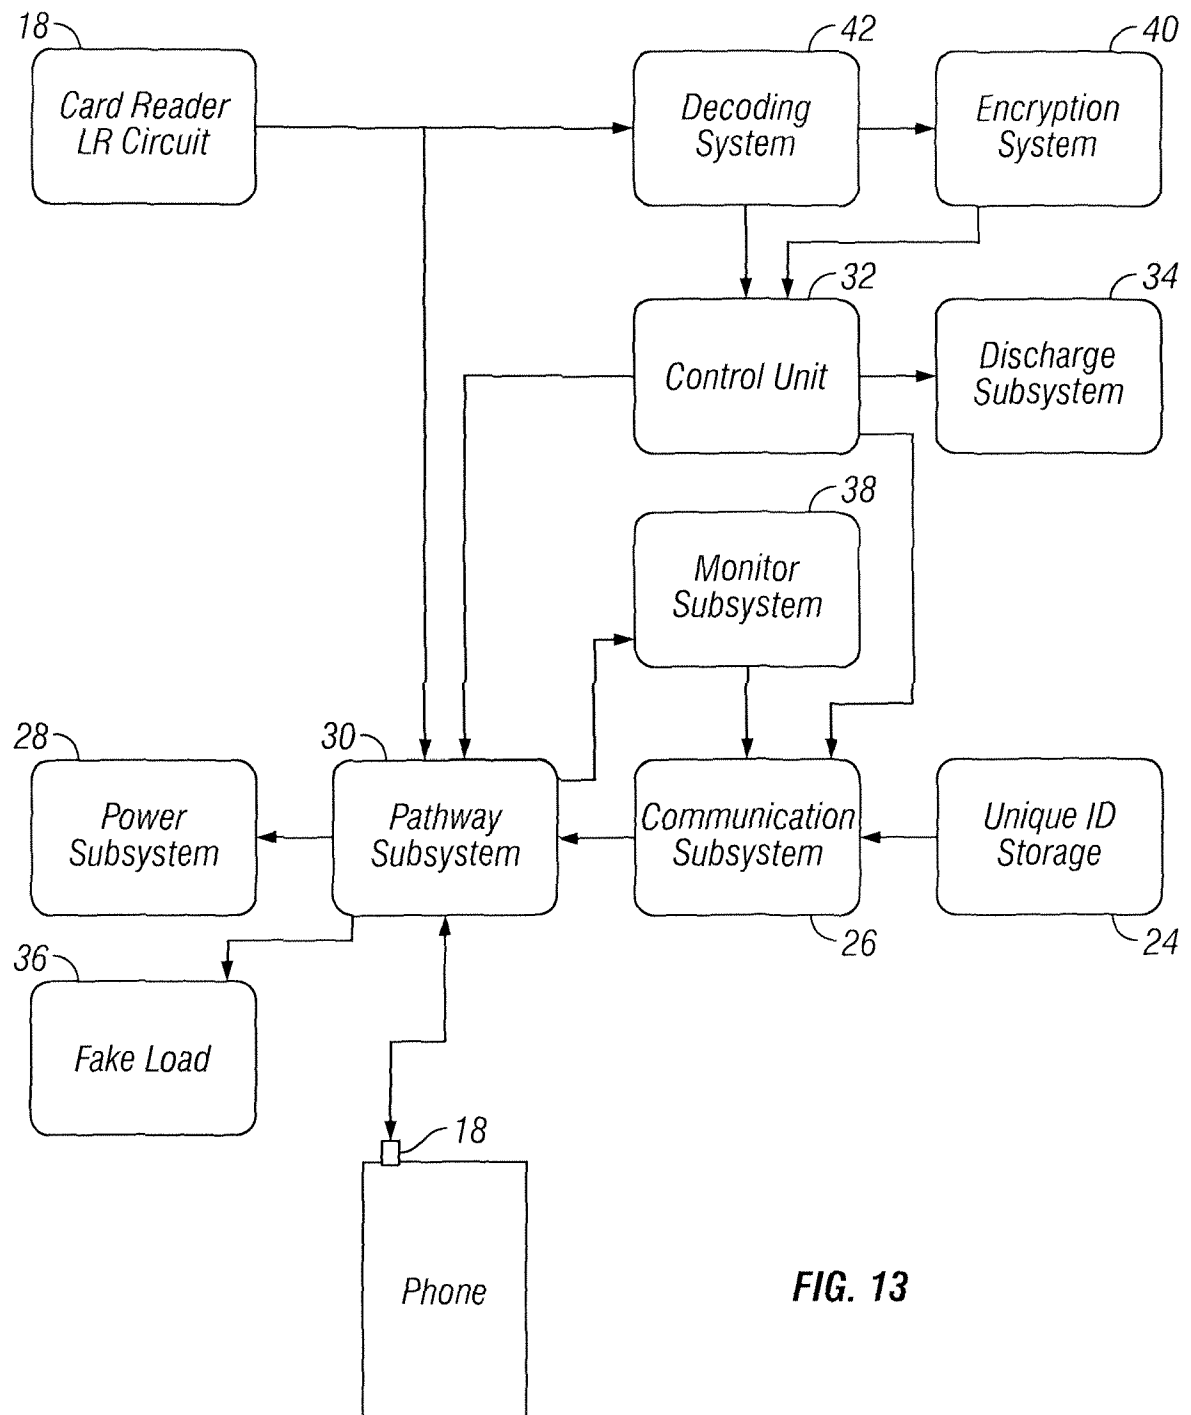 18
Card Reader
LR Circuit
42
Decoding
System
40
Encryption
System
32
Control Unit
34
Discharge
Subsystem
38
Monitor
Subsystem
28
Power
Subsystem
30
Pathway
Subsystem
Communication
Subsystem
26
Unique ID
Storage
24
36
Fake Load
18
Phone
FIG. 13